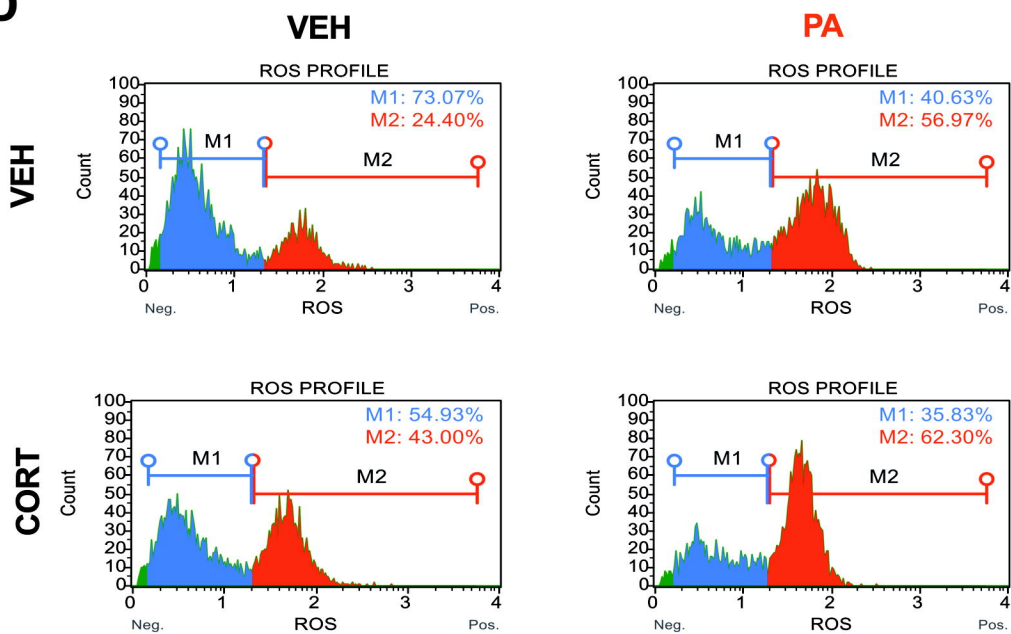 D
VEH
PA
VEH
ROS PROFILE
M1: 73.07%
M2: 24.40%
M1
M2
Count
100
90
80
70
60
50
40
30
20
10
0
0 1 2 3 4
Neg. ROS Pos.
ROS PROFILE
M1: 40.63%
M2: 56.97%
M1
M2
Count
100
90
80
70
60
50
40
30
20
10
0
0 1 2 3 4
Neg. ROS Pos.
CORT
ROS PROFILE
M1: 54.93%
M2: 43.00%
M1
M2
Count
100
90
80
70
60
50
40
30
20
10
0
0 1 2 3 4
Neg. ROS Pos.
ROS PROFILE
M1: 35.83%
M2: 62.30%
M1
M2
Count
100
90
80
70
60
50
40
30
20
10
0
0 1 2 3 4
Neg. ROS Pos.